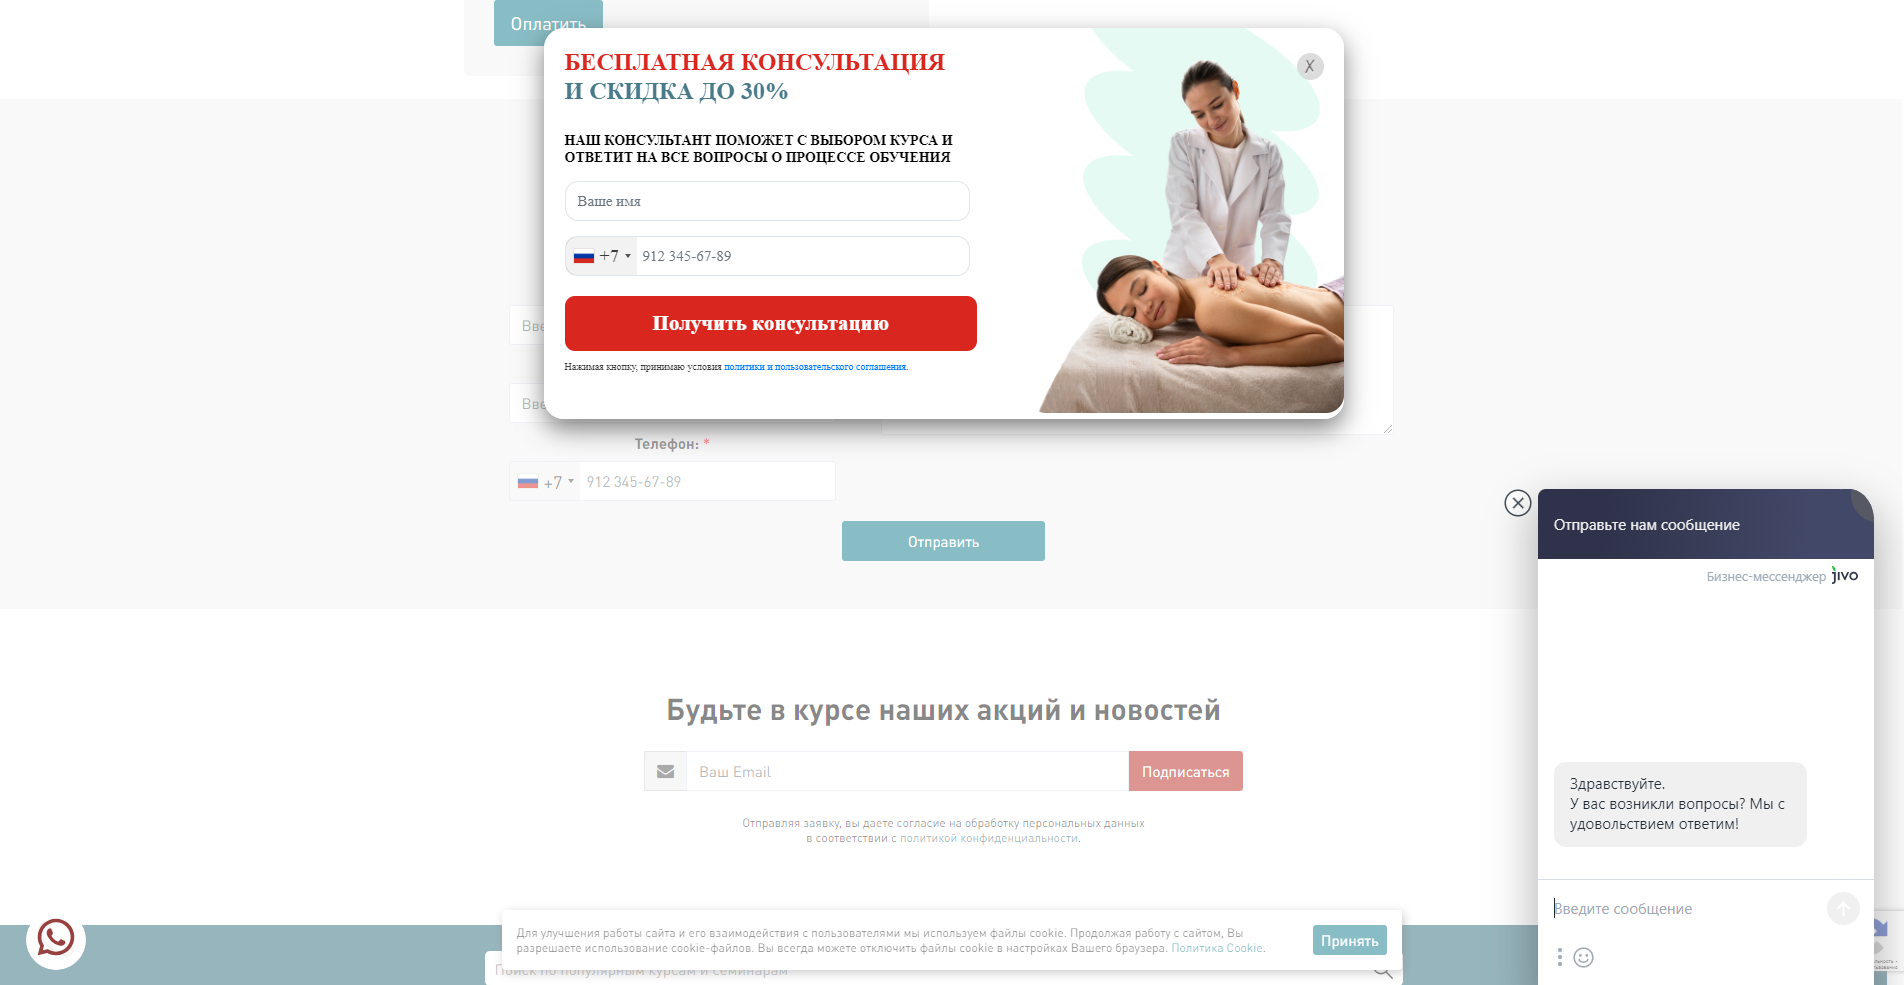 Оплатить
БЕСПЛАТНАЯ КОНСУЛЬТАЦИЯ
И СКИДКА ДО 30%
X
НАШ КОНСУЛЬТАНТ ПОМОЖЕТ С ВЫБОРОМ КУРСА И
ОТВЕТИТ НА ВСЕ ВОПРОСЫ О ПРОЦЕССЕ ОБУЧЕНИЯ
Ваше имя
+7 912 345-67-89
Получить консультацию
Нажимая кнопку, принимаю условия политики и пользовательского соглашения.
Телефон: *
+7 912 345-67-89
Отправить
Будьте в курсе наших акций и новостей
Ваш Email
Подписаться
Отправляя заявку, вы даете согласие на обработку персональных данных
в соответствии с политикой конфиденциальности.
Для улучшения работы сайта и его взаимодействия с пользователями мы используем файлы cookie. Продолжая работу с сайтом, Вы
разрешаете использование cookie-файлов. Вы всегда можете отключить файлы cookie в настройках Вашего браузера. Политика Cookie.
Принять
Поиск по популярным курсам и семинарам
Отправьте нам сообщение
Бизнес-мессенджер jivo
Здравствуйте.
У вас возникли вопросы? Мы с
удовольствием ответим!
Введите сообщение